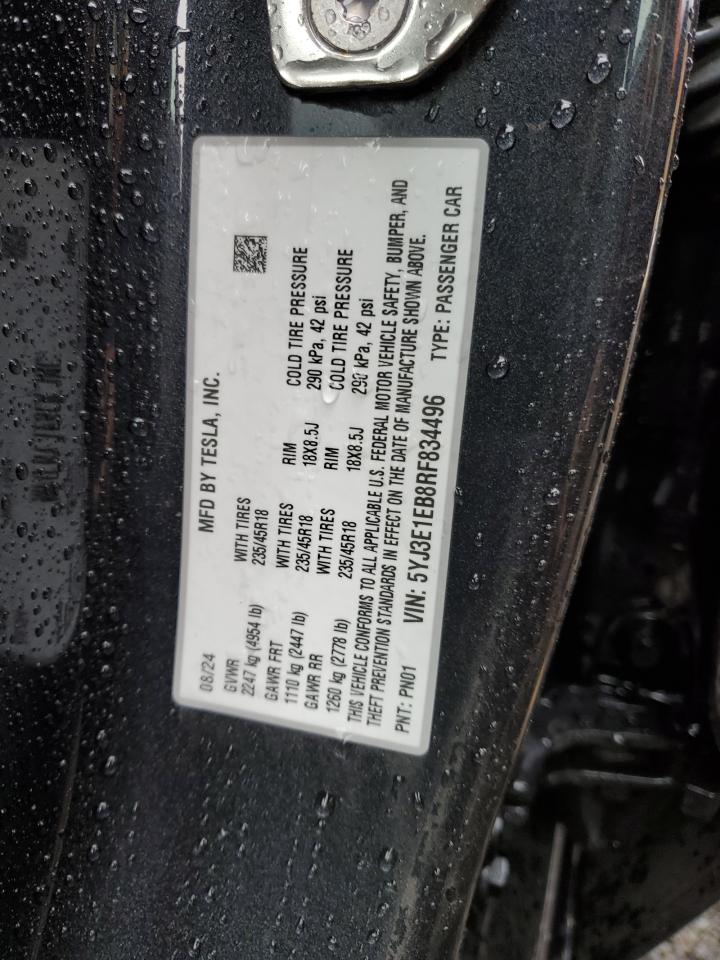 MFD BY TESLA, INC.
08/24
GVWR
2247 kg (4954 lb)
GAWR FRT
1110 kg (2447 lb)
GAWR RR
1260 kg (2778 lb)
WITH TIRES
235/45R18
WITH TIRES
235/45R18
WITH TIRES
235/45R18
RIM
18X8.5J
RIM
18X8.5J
COLD TIRE PRESSURE
290 kPa, 42 psi
COLD TIRE PRESSURE
290 kPa, 42 psi
THIS VEHICLE CONFORMS TO ALL APPLICABLE U.S. FEDERAL MOTOR VEHICLE SAFETY, BUMPER, AND
THEFT PREVENTION STANDARDS IN EFFECT ON THE DATE OF MANUFACTURE SHOWN ABOVE.
PNT: PN01 VIN: 5YJ3E1EB8RF834496 TYPE: PASSENGER CAR